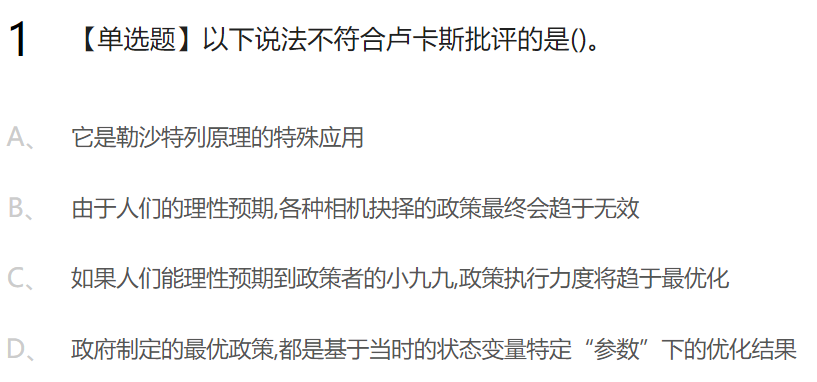 1 【单选题】以下说法不符合卢卡斯批评的是()。
A、 它是勒沙特列原理的特殊应用
B、 由于人们的理性预期,各种相机抉择的政策最终会趋于无效
C、 如果人们能理性预期到政策者的小九九,政策执行力度将趋于最优化
D、 政府制定的最优政策,都是基于当时的状态变量特定“参数”下的优化结果